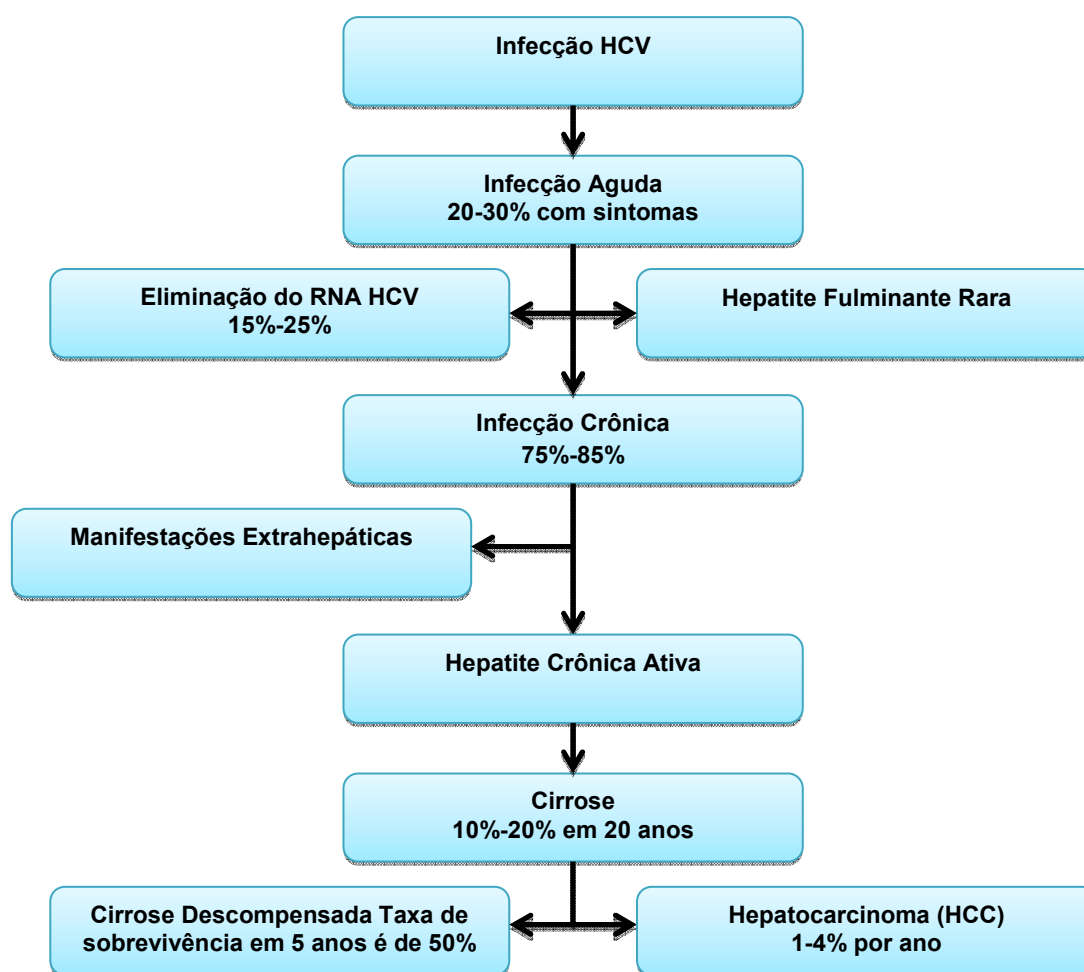 Infecção HCV
Infecção Aguda
20-30% com sintomas
Eliminação do RNA HCV
15%-25%
Hepatite Fulminante Rara
Infecção Crônica
75%-85%
Manifestações Extrahepáticas
Hepatite Crônica Ativa
Cirrose
10%-20% em 20 anos
Cirrose Descompensada Taxa de
sobrevivência em 5 anos é de 50%
Hepatocarcinoma (HCC)
1-4% por ano